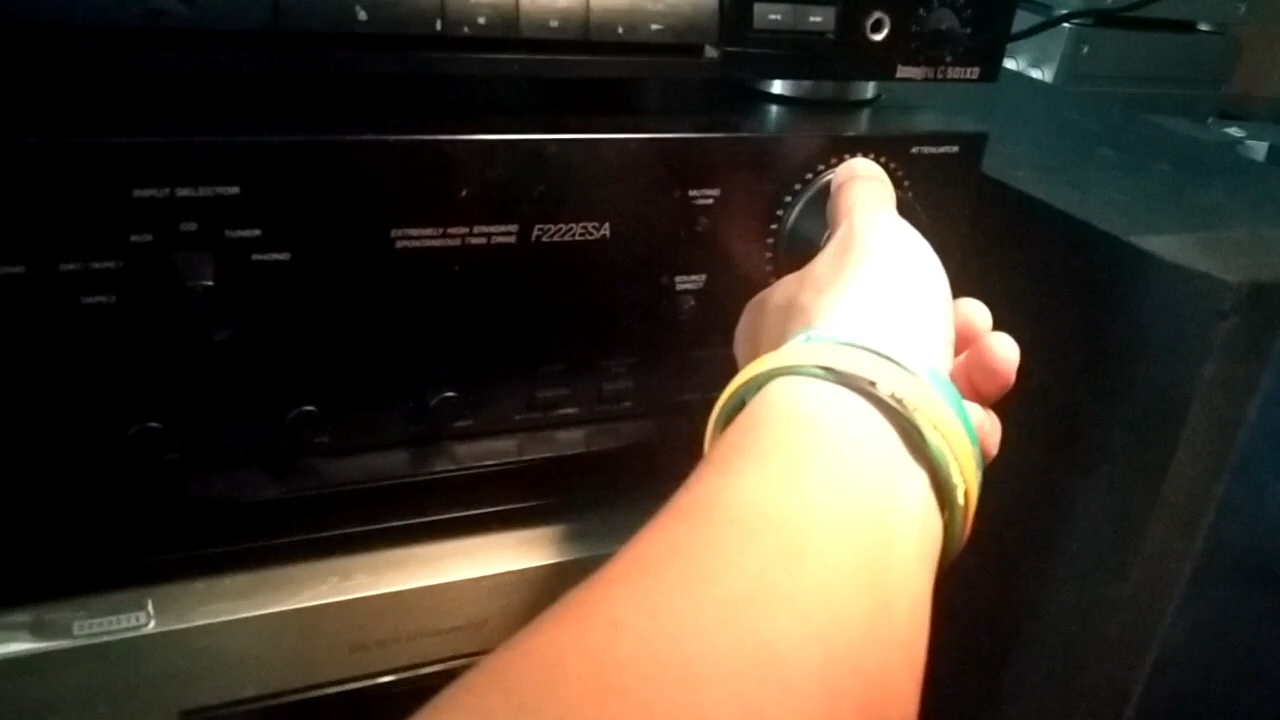 Integra C-501XD
ATTENUATOR
INPUT SELECTOR
MUTING
-20dB
CD
AUX
TUNER
EXTREMELY HIGH STANDARD
SPONTANEOUS TWIN DRIVE
F222ESA
PHONO
DAT/TAPE1
SOURCE
DIRECT
TAPE2